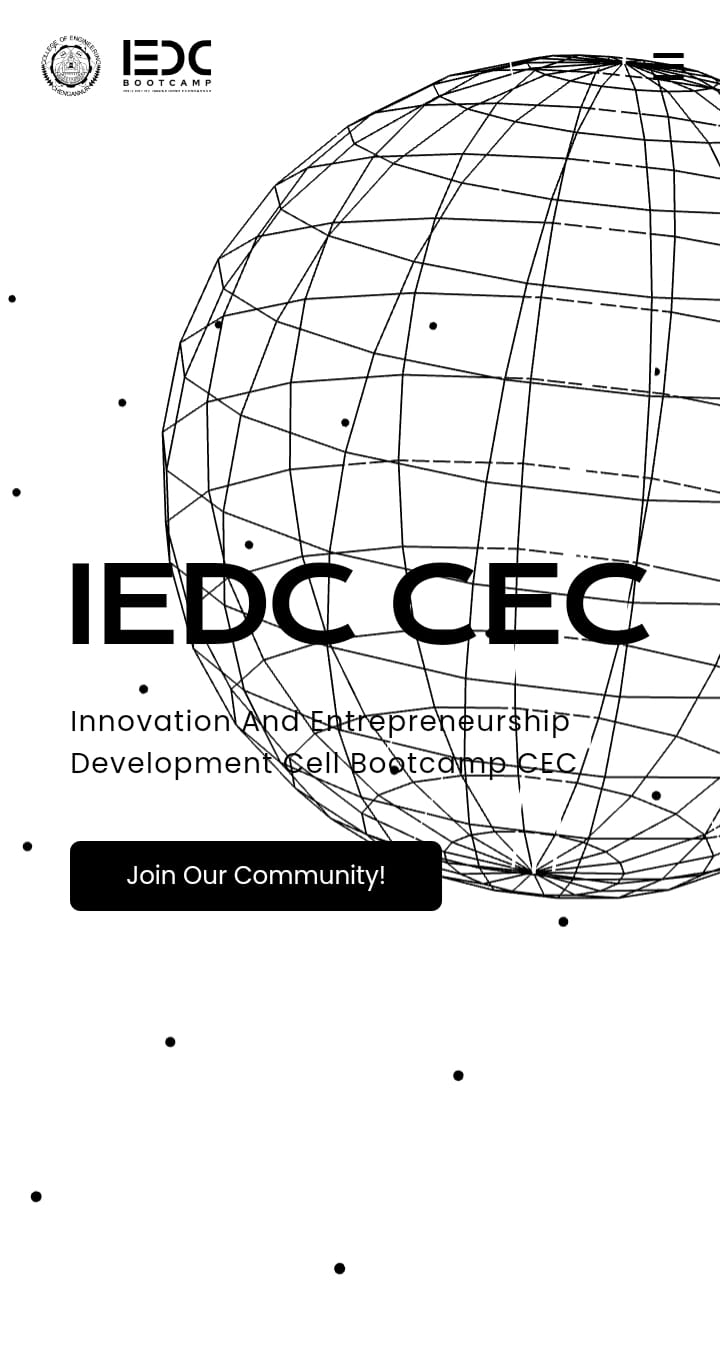 COLLEGE OF ENGINEERING
CHENGANNUR
IEDC
BOOTCAMP
IEDC CEC
Innovation And Entrepreneurship
Development Cell Bootcamp CEC
Join Our Community!